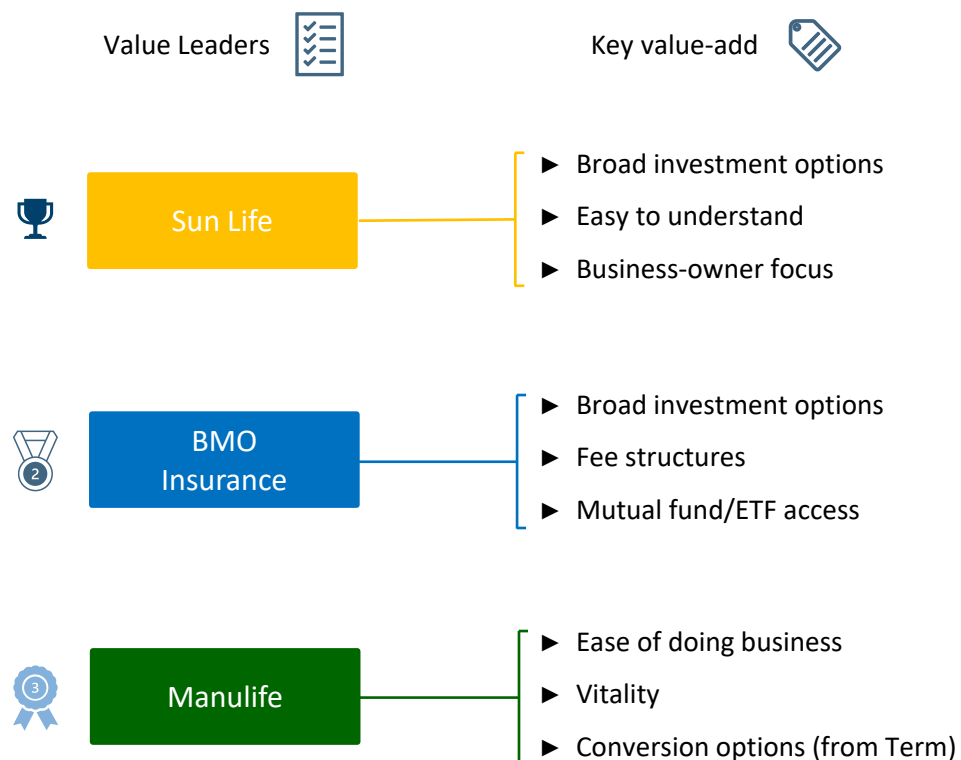 Value Leaders
Key value-add
Sun Life
► Broad investment options
► Easy to understand
► Business-owner focus
2
BMO
Insurance
► Broad investment options
► Fee structures
► Mutual fund/ETF access
3
Manulife
► Ease of doing business
► Vitality
► Conversion options (from Term)